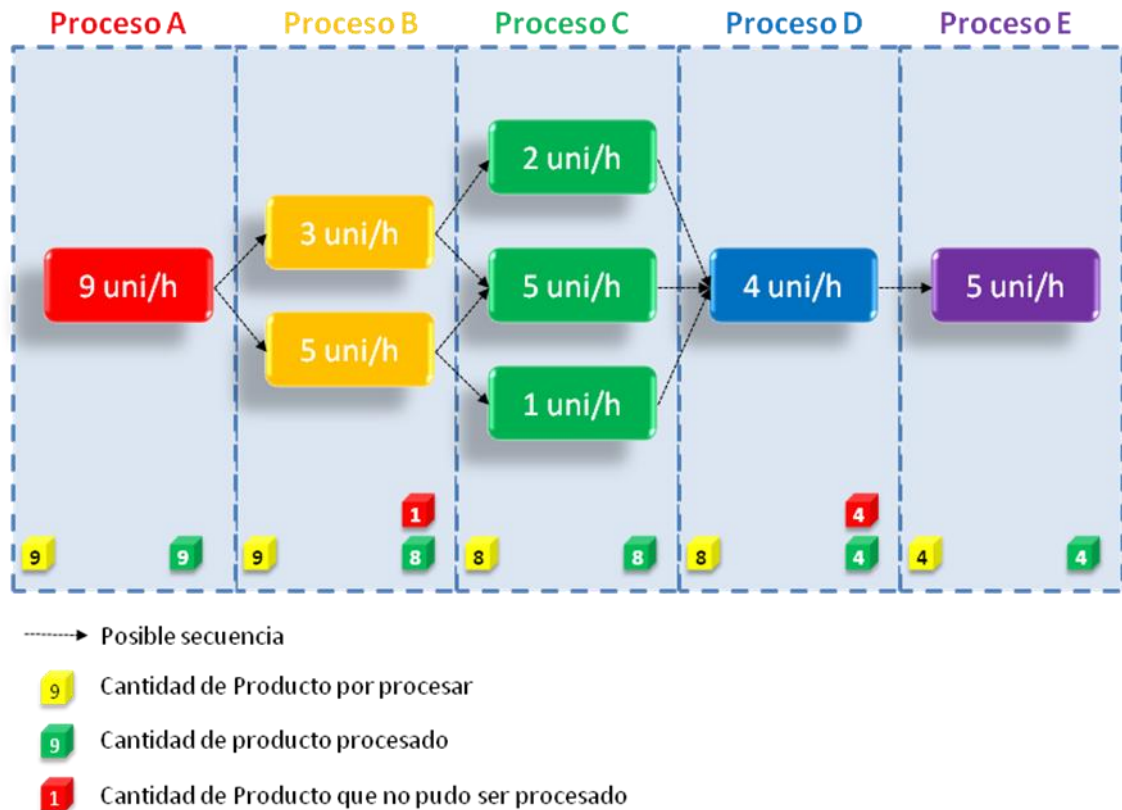 Proceso A Proceso B Proceso C Proceso D Proceso E
2 uni/h
3 uni/h
9 uni/h 5 uni/h 4 uni/h 5 uni/h
5 uni/h
1 uni/h
1 4
9 9 9 8 8 8 8 4 4 4
Posible secuencia
9 Cantidad de Producto por procesar
9 Cantidad de producto procesado
1 Cantidad de Producto que no pudo ser procesado